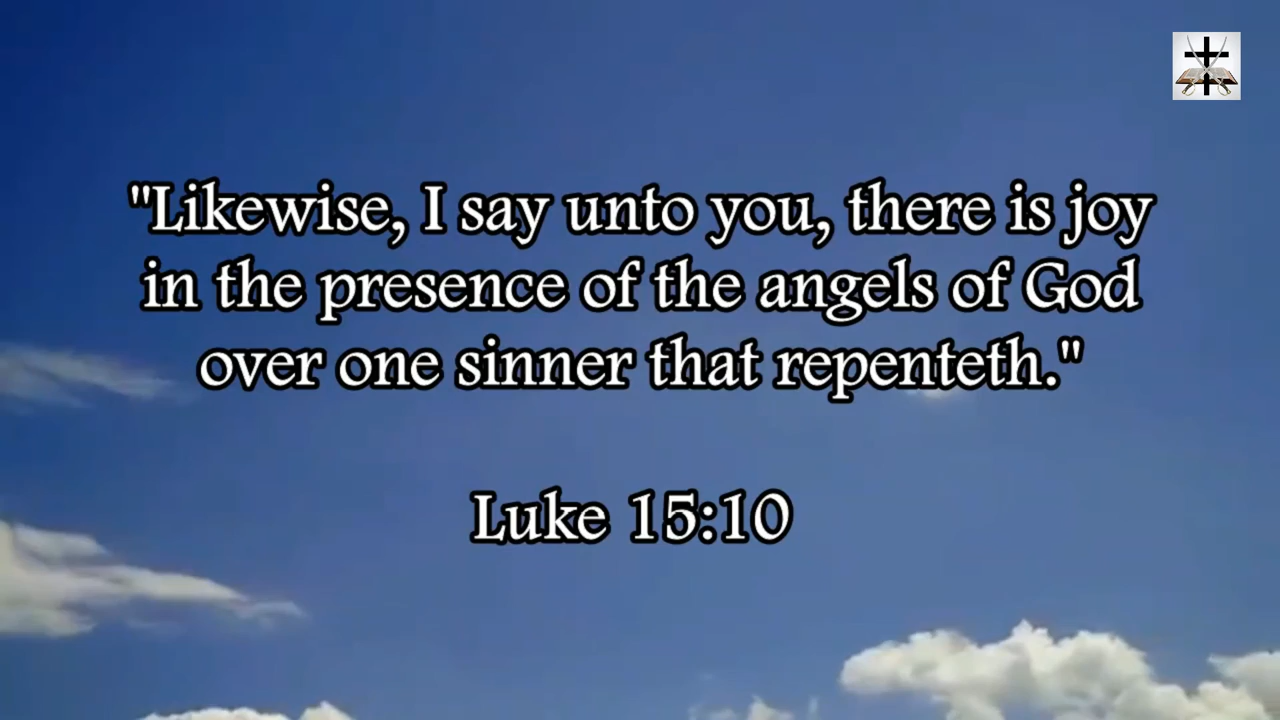 "Likewise, I say unto you, there is joy
in the presence of the angels of God
over one sinner that repenteth."
Luke 15:10